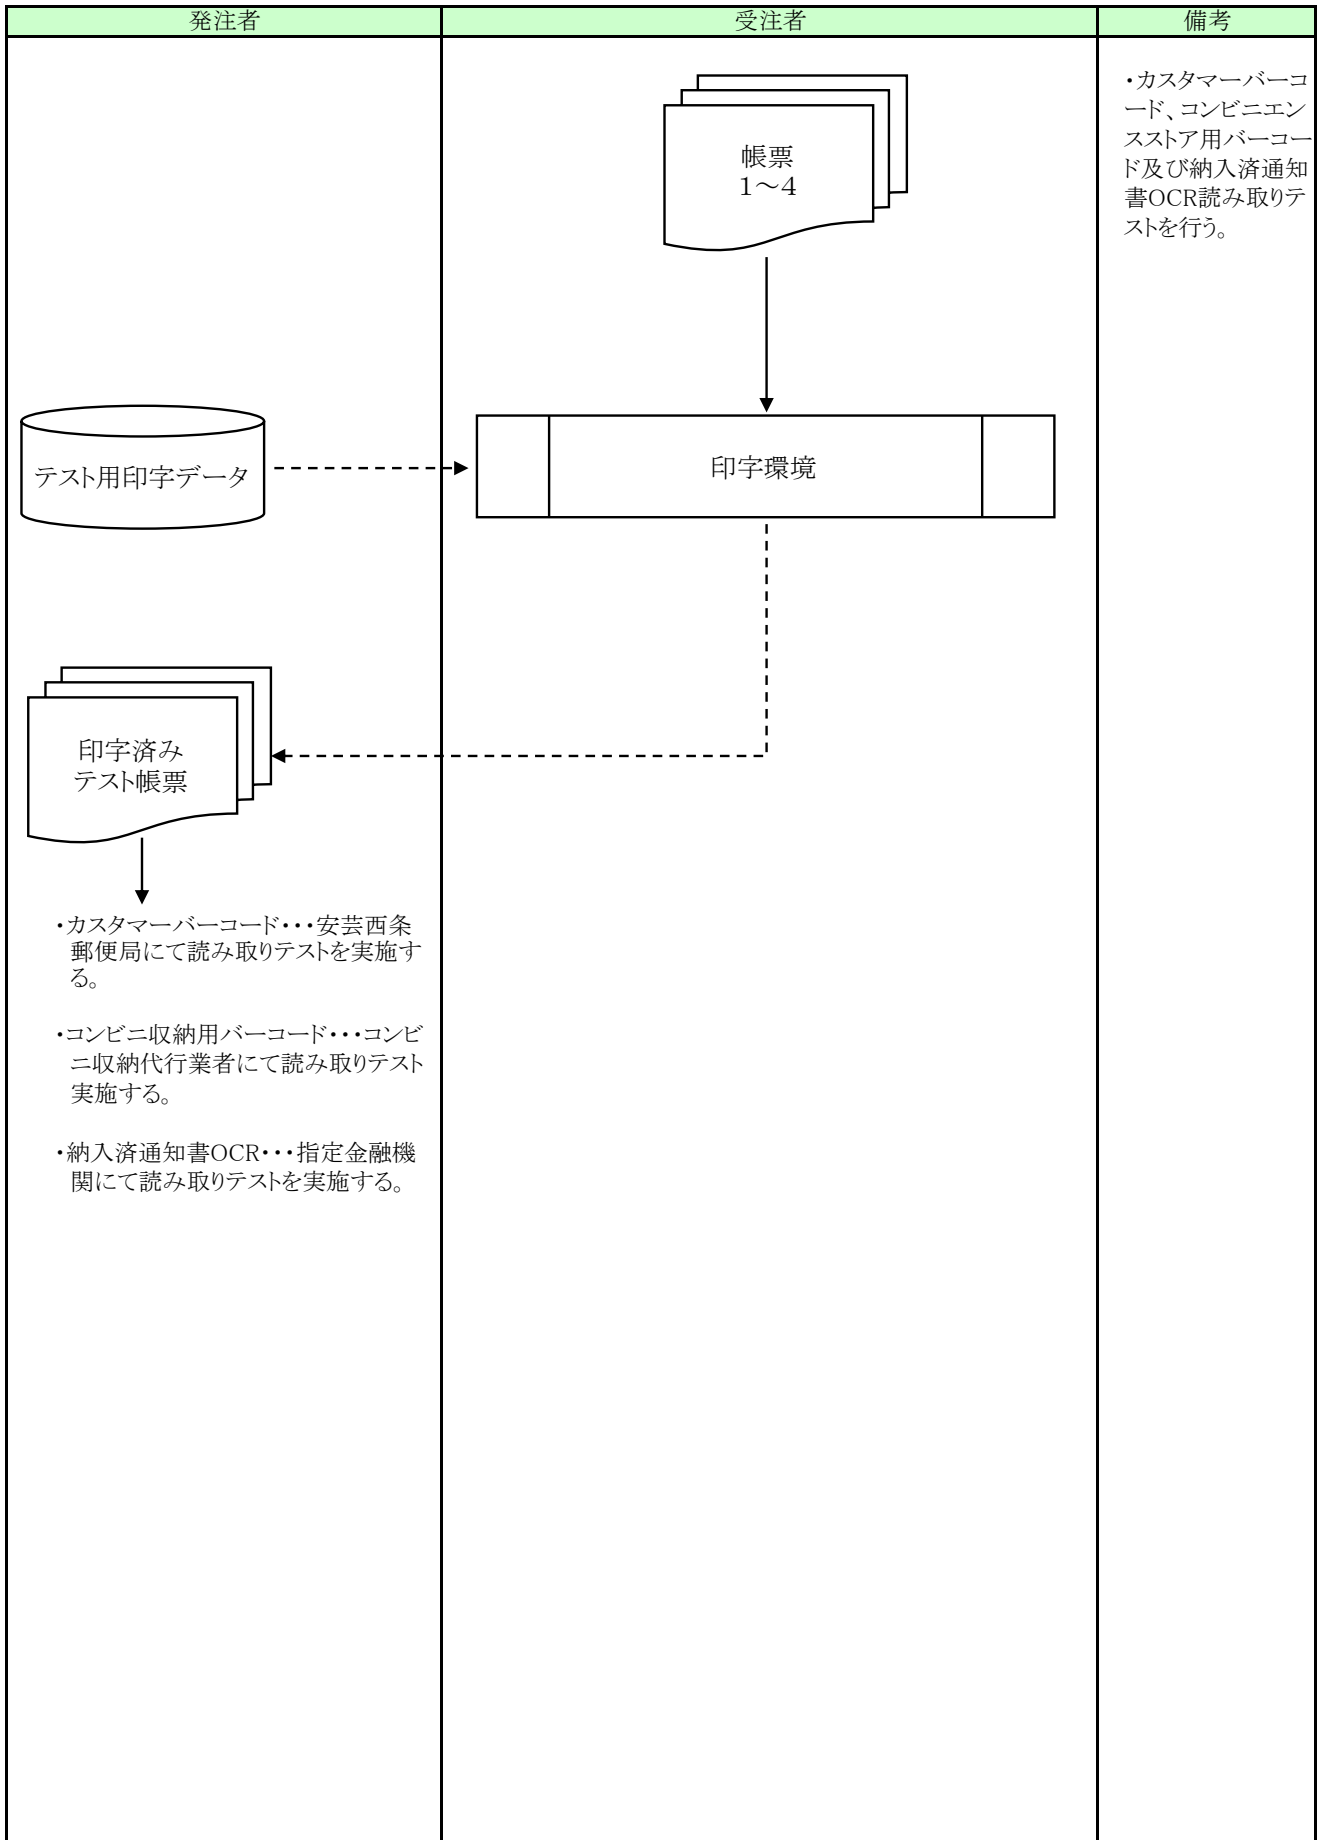 発注者
受注者
備考
帳票
1～4
・カスタマーバーコ
ード、コンビニエン
スストア用バーコー
ド及び納入済通知
書OCR読み取りテ
ストを行う。
テスト用印字データ
印字環境
印字済み
テスト帳票
・カスタマーバーコード・・・安芸西条
郵便局にて読み取りテストを実施す
る。
・コンビニ収納用バーコード・・・コンビ
ニ収納代行業者にて読み取りテスト
実施する。
・納入済通知書OCR・・・指定金融機
関にて読み取りテストを実施する。